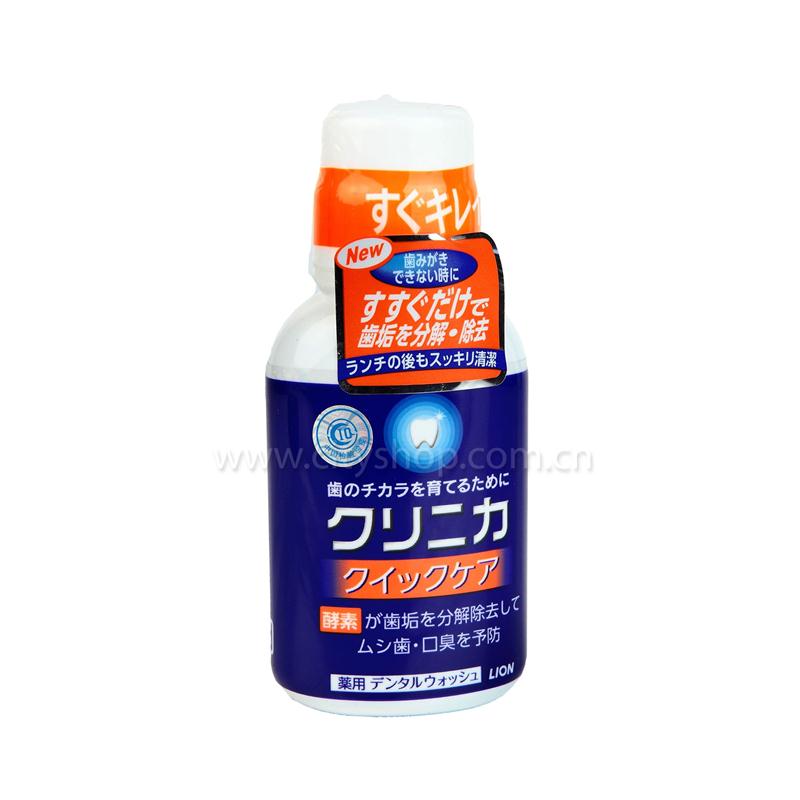 すぐキレイ
New
歯みがき
できない時に
すすぐだけで
歯垢を分解・除去
ランチの後もスッキリ清潔
CIQ
www.cityshop.com.cn
歯のチカラを育てるために
クリニカ
クイックケア
酵素が歯垢を分解除去して
ムシ歯・口臭を予防
薬用 デンタルウォッシュ LION